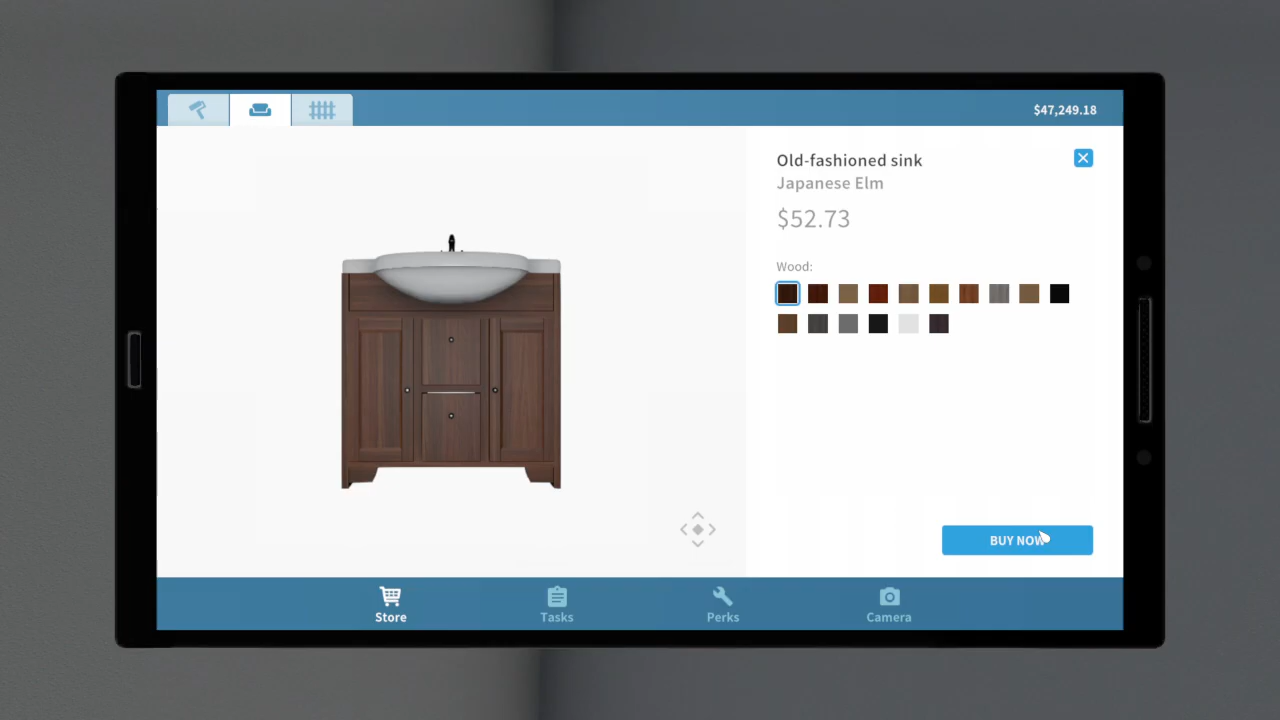 $47,249.18
Old-fashioned sink
Japanese Elm
$52.73
Wood:
BUY NOW
Store
Tasks
Perks
Camera